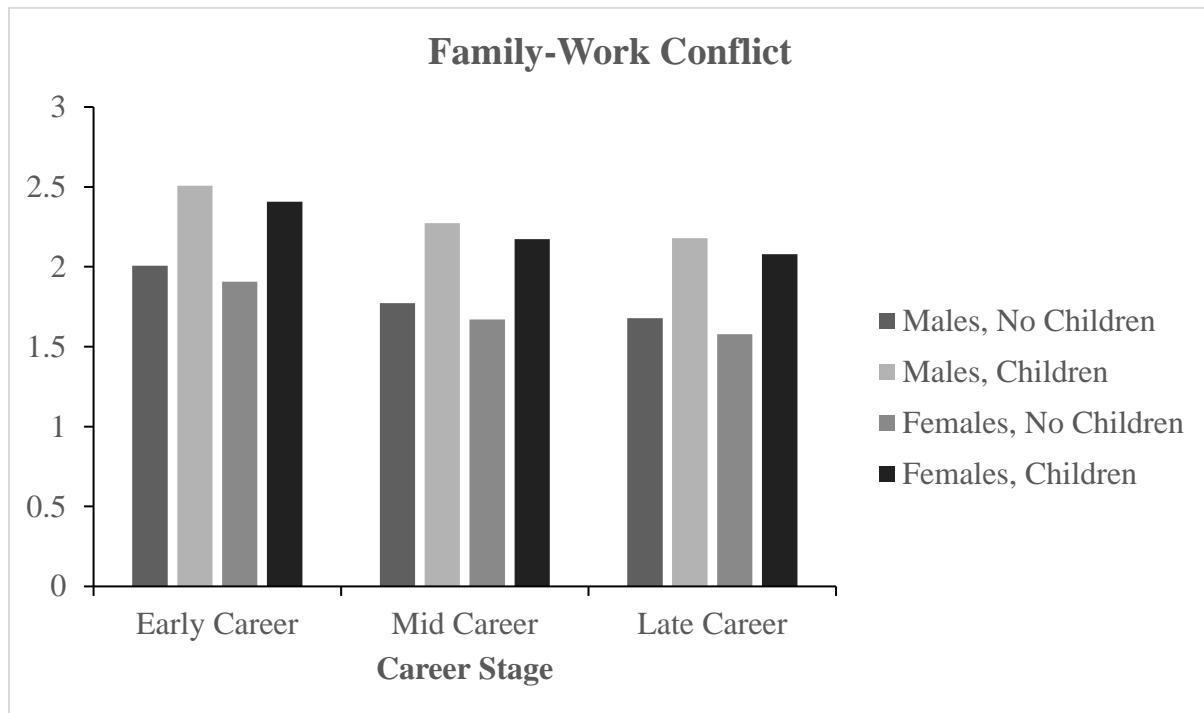 Family-Work Conflict
3
2.5
2
1.5
1
0.5
0
Early Career
Mid Career
Late Career
Career Stage
Males, No Children
Males, Children
Females, No Children
Females, Children